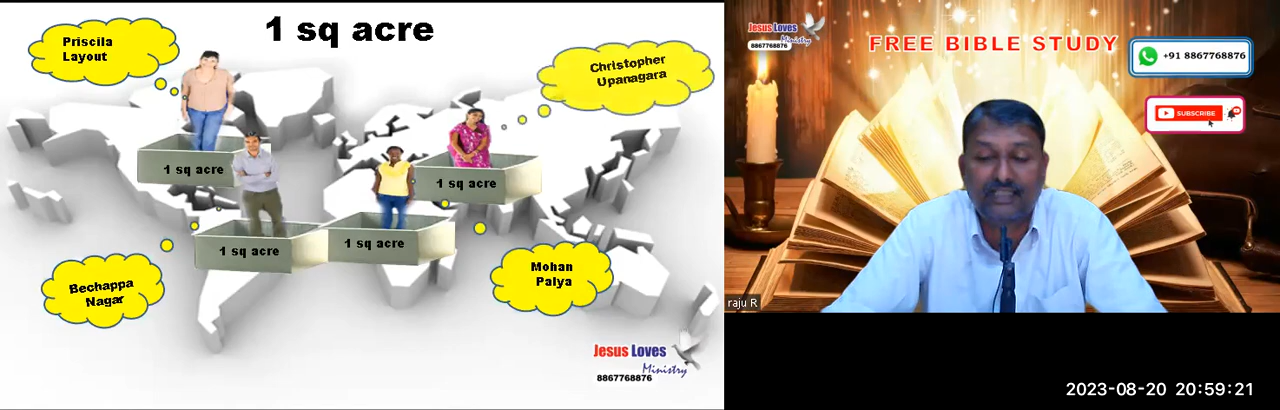 1 sq acre
Priscila
Layout
Christopher
Upanagara
1 sq acre
1 sq acre
1 sq acre
1 sq acre
Bechappa
Nagar
Mohan
Palya
Jesus Loves
Ministry
8867768876
Jesus Loves
Ministry
8867768876
FREE BIBLE STUDY
+91 8867768876
SUBSCRIBE
raju R
2023-08-20 20:59:21